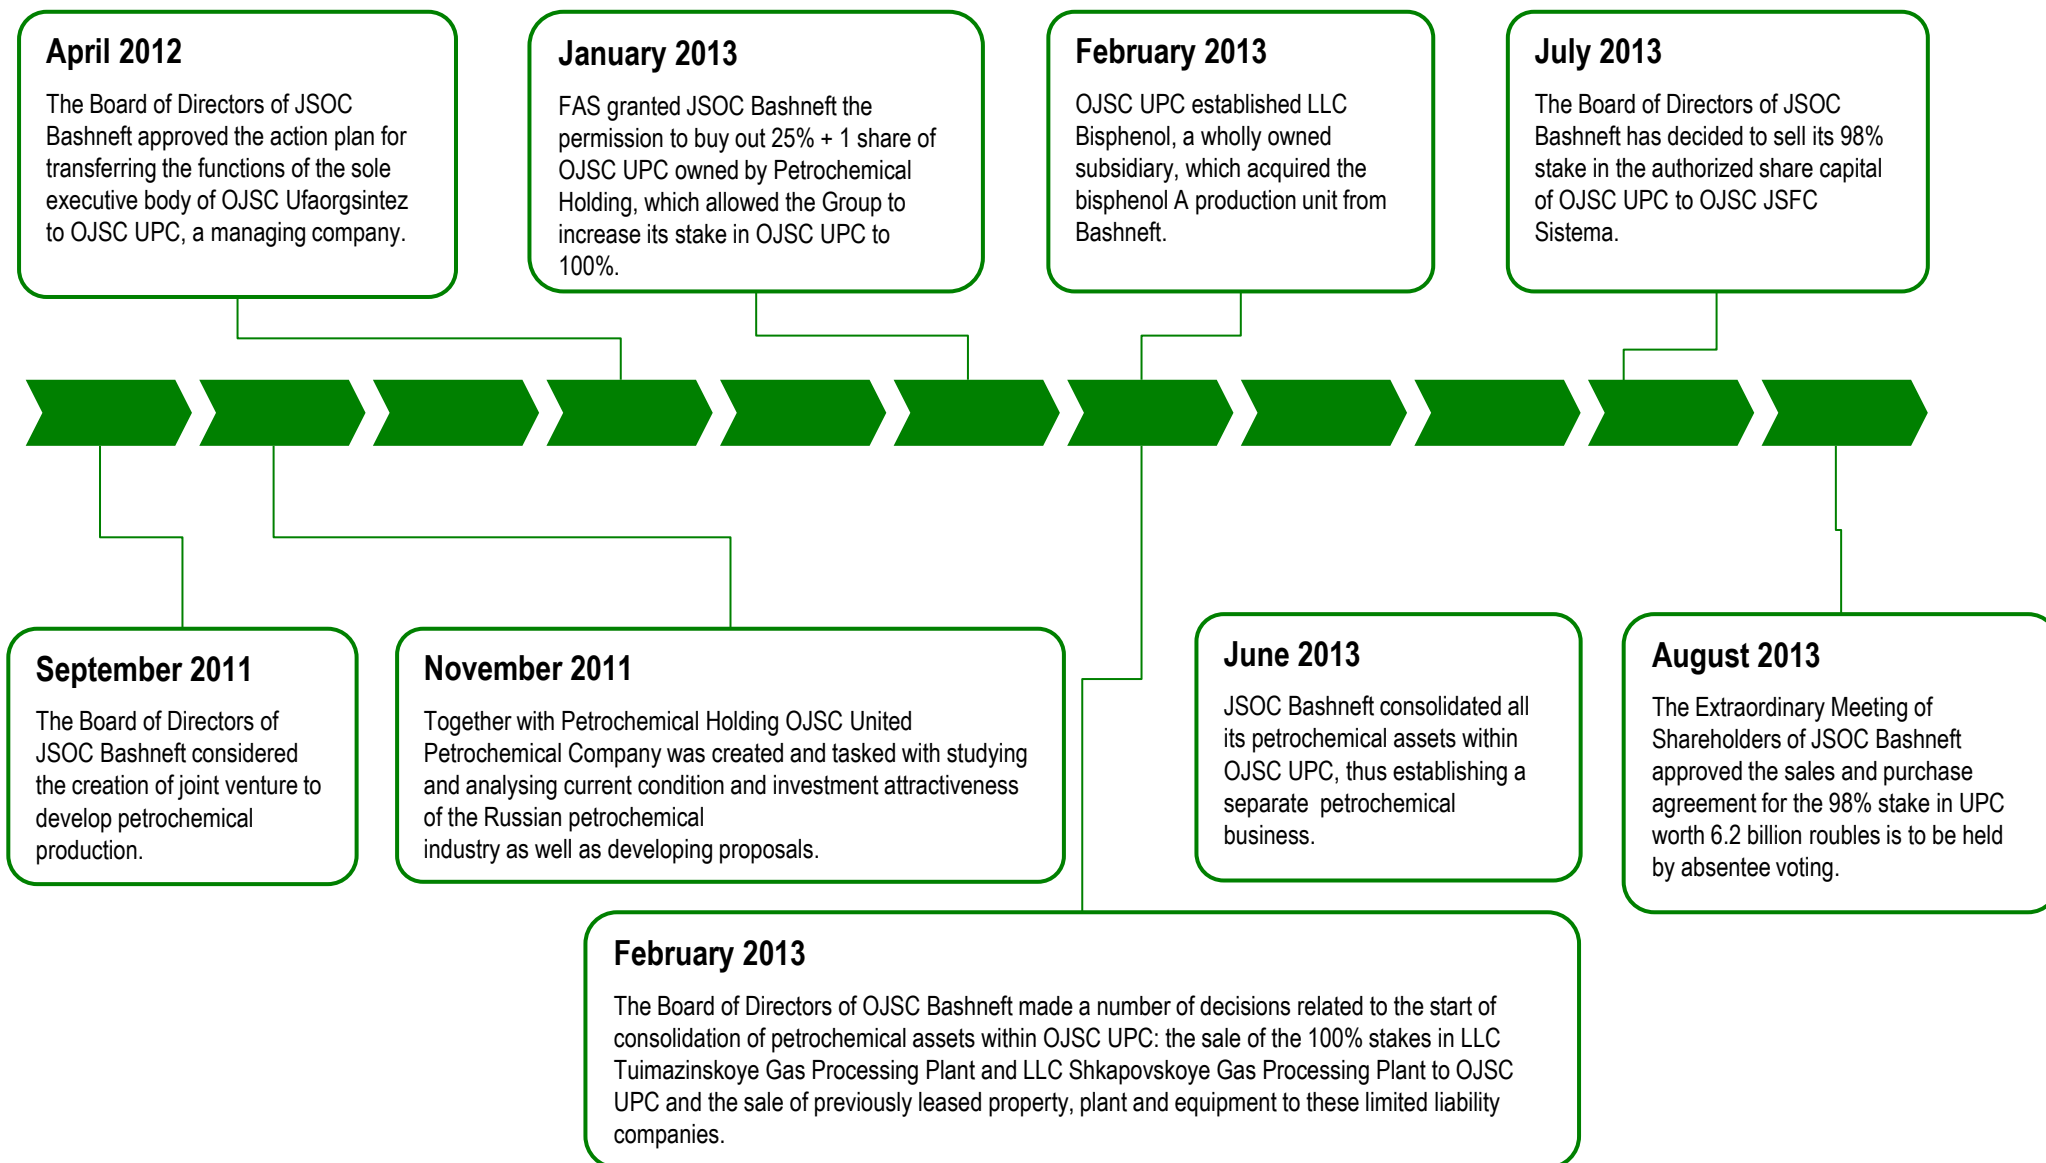 April 2012
The Board of Directors of JSOC
Bashneft approved the action plan for
transferring the functions of the sole
executive body of OJSC Ufaorgsintez
to OJSC UPC, a managing company.
January 2013
FAS granted JSOC Bashneft the
permission to buy out 25% + 1 share of
OJSC UPC owned by Petrochemical
Holding, which allowed the Group to
increase its stake in OJSC UPC to
100%.
February 2013
OJSC UPC established LLC
Bisphenol, a wholly owned
subsidiary, which acquired the
bisphenol A production unit from
Bashneft.
July 2013
The Board of Directors of JSOC
Bashneft has decided to sell its 98%
stake in the authorized share capital
of OJSC UPC to OJSC JSFC
Sistema.
September 2011
The Board of Directors of
JSOC Bashneft considered
the creation of joint venture to
develop petrochemical
production.
November 2011
Together with Petrochemical Holding OJSC United
Petrochemical Company was created and tasked with studying
and analysing current condition and investment attractiveness
of the Russian petrochemical
industry as well as developing proposals.
June 2013
JSOC Bashneft consolidated all
its petrochemical assets within
OJSC UPC, thus establishing a
separate petrochemical
business.
August 2013
The Extraordinary Meeting of
Shareholders of JSOC Bashneft
approved the sales and purchase
agreement for the 98% stake in UPC
worth 6.2 billion roubles is to be held
by absentee voting.
February 2013
The Board of Directors of OJSC Bashneft made a number of decisions related to the start of
consolidation of petrochemical assets within OJSC UPC: the sale of the 100% stakes in LLC
Tuimazinskoye Gas Processing Plant and LLC Shkapovskoye Gas Processing Plant to OJSC
UPC and the sale of previously leased property, plant and equipment to these limited liability
companies.